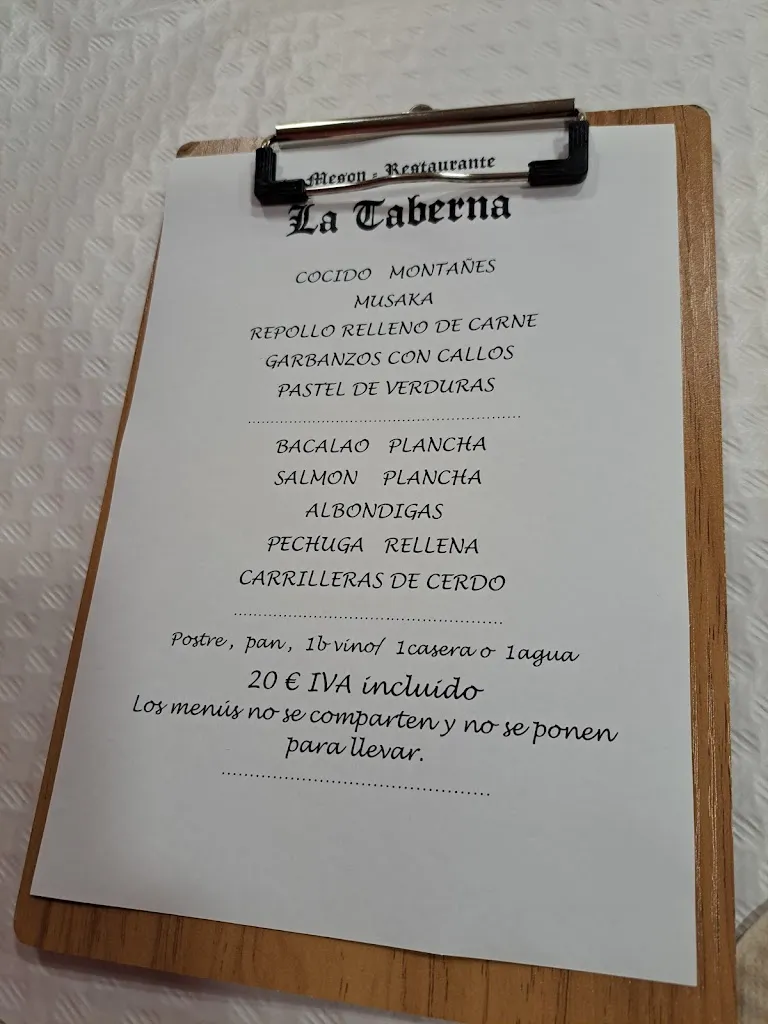 Meson - Restaurante
La Taberna
COCIDO MONTAÑES
MUSAKA
REPOLLO RELLENO DE CARNE
GARBANZOS CON CALLOS
PASTEL DE VERDURAS
BACALAO PLANCHA
SALMON PLANCHA
ALBONDIGAS
PECHUGA RELLENA
CARRILLERAS DE CERDO
Postre, pan, 1b vino/ 1casera o 1agua
20 € IVA incluido
Los menús no se comparten y no se ponen
para llevar.